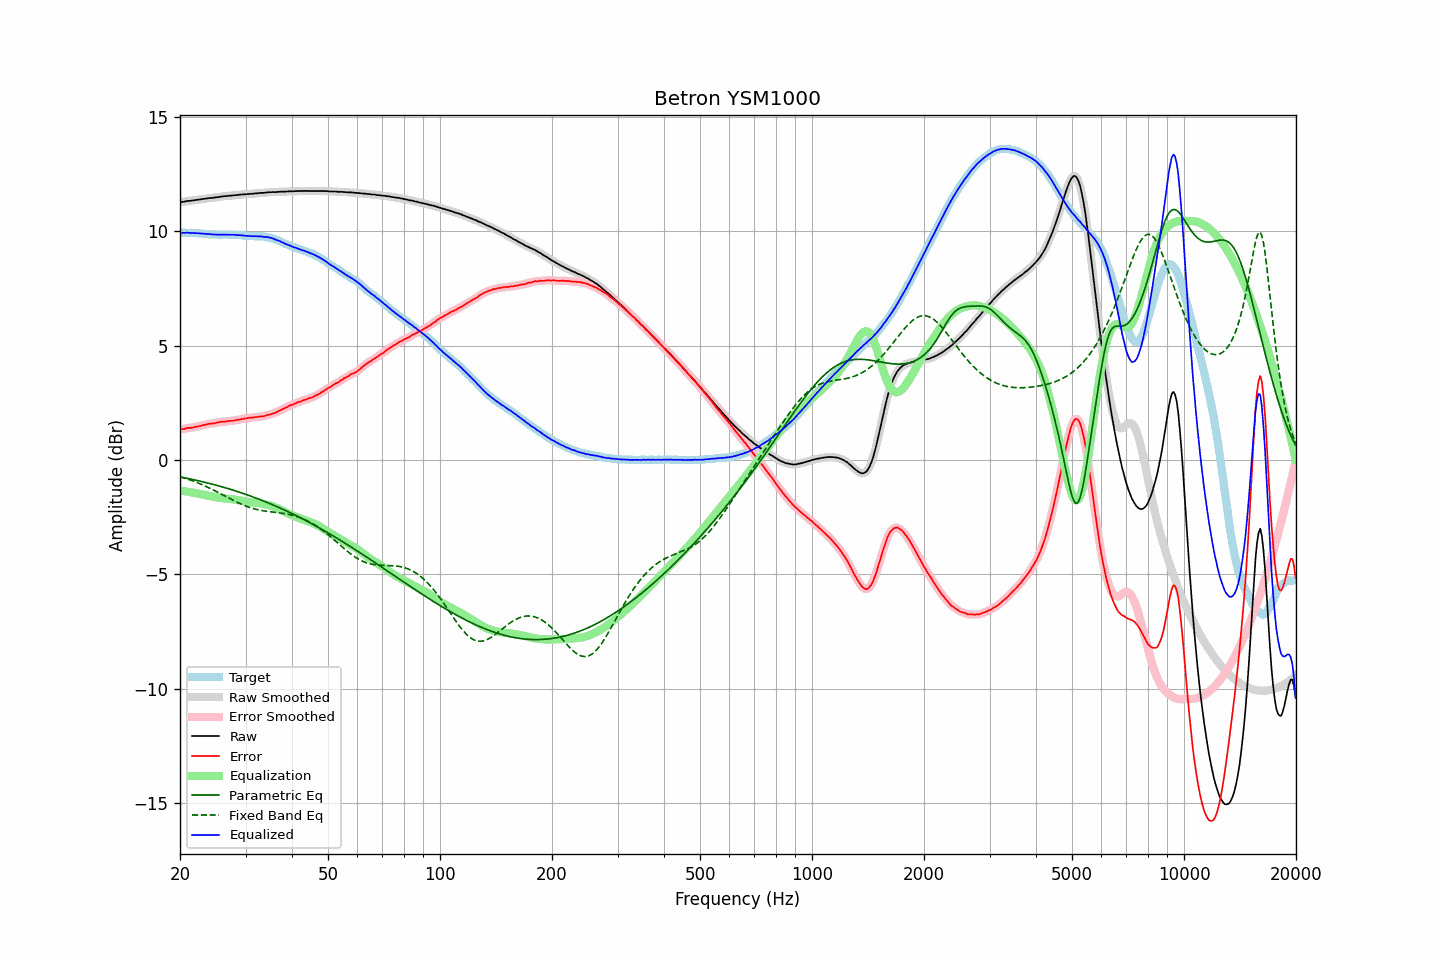 Betron YSM1000
Amplitude (dBr)
15
10
5
0
−5
−10
−15
Target
Raw Smoothed
Error Smoothed
Raw
Error
Equalization
Parametric Eq
Fixed Band Eq
Equalized
20 50 100 200 500 1000 2000 5000 10000 20000
Frequency (Hz)